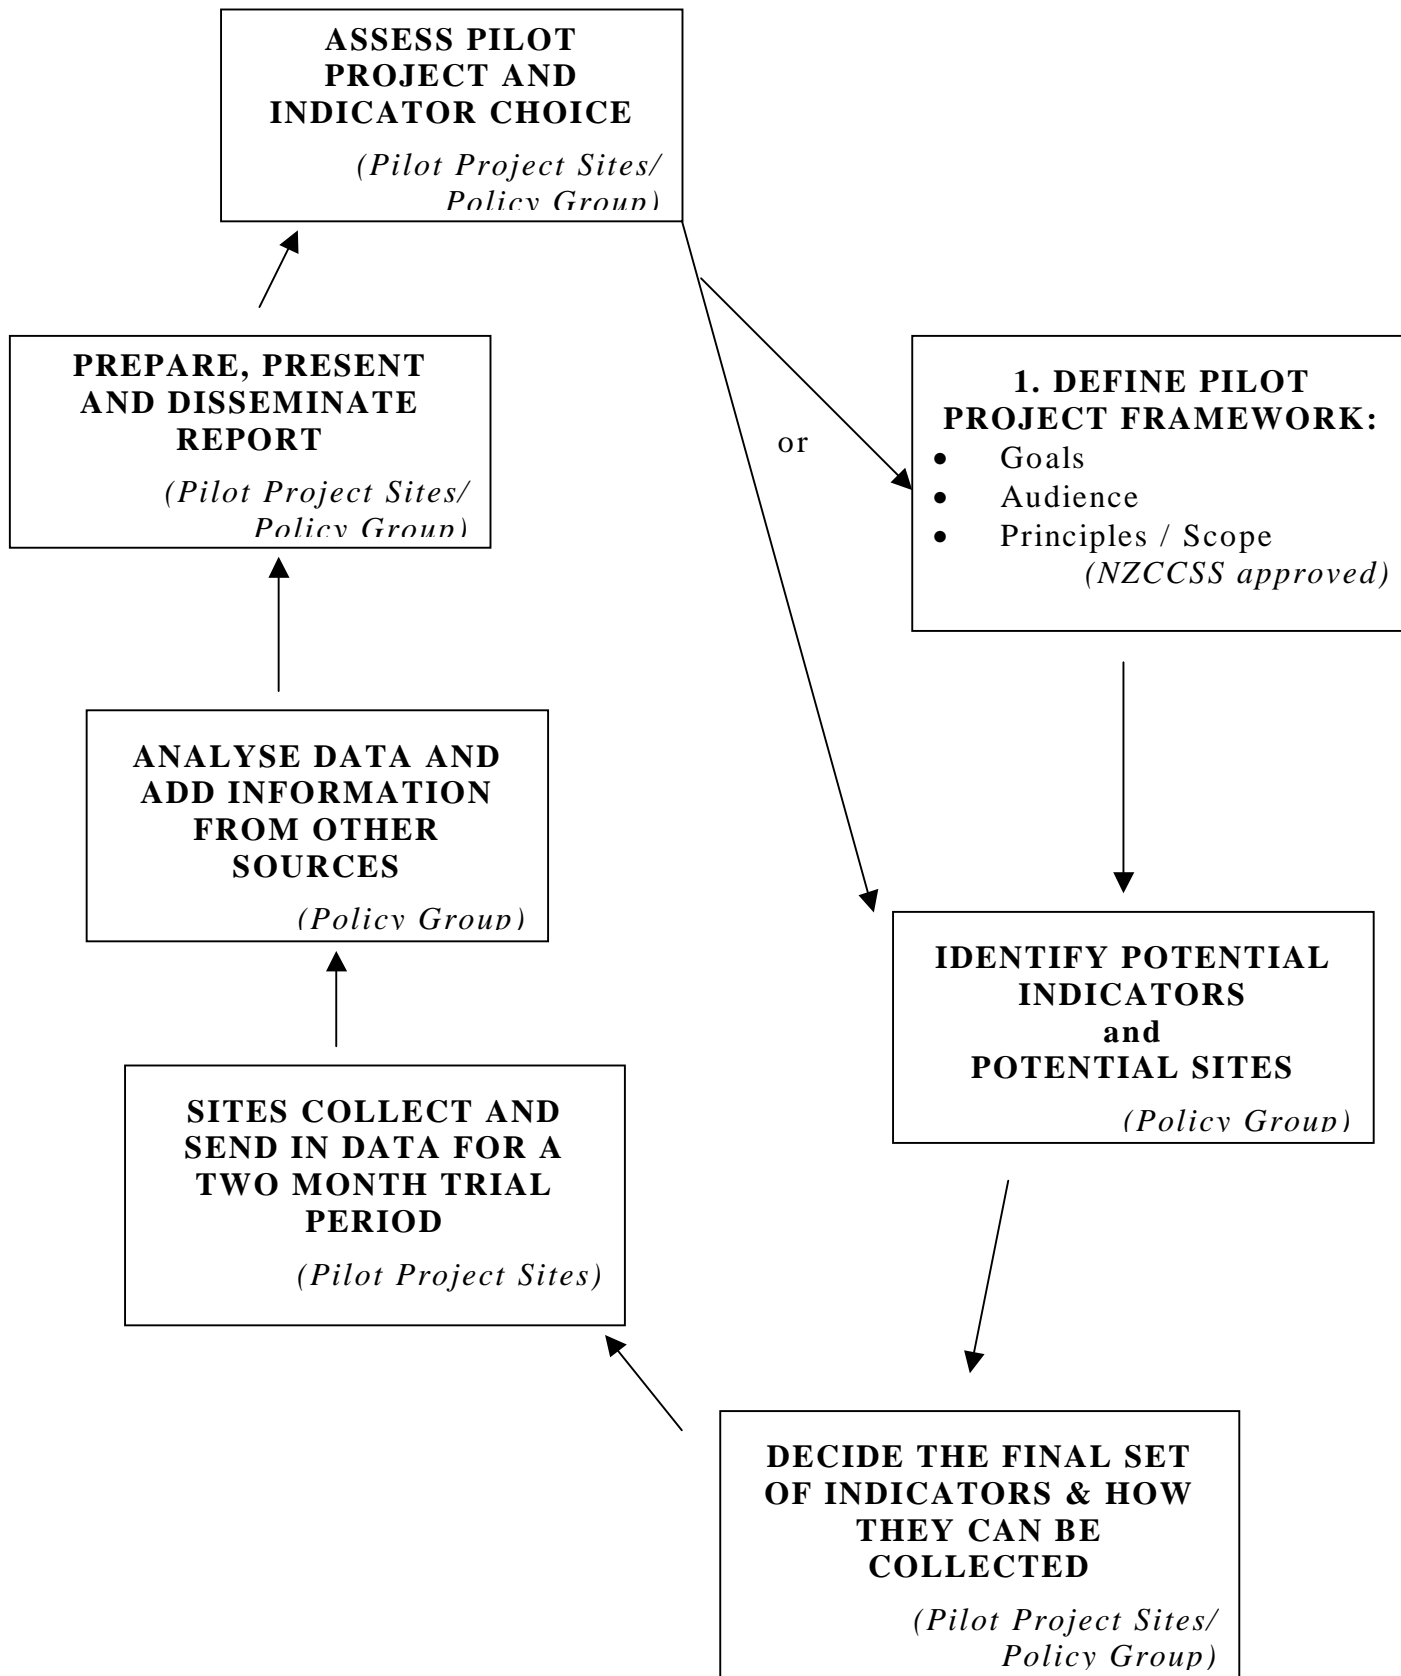 ASSESS PILOT
PROJECT AND
INDICATOR CHOICE
(Pilot Project Sites/
Policy Group)
PREPARE, PRESENT
AND DISSEMINATE
REPORT
(Pilot Project Sites/
Policy Group)
or
1. DEFINE PILOT
PROJECT FRAMEWORK:
• Goals
• Audience
• Principles / Scope
(NZCCSS approved)
ANALYSE DATA AND
ADD INFORMATION
FROM OTHER
SOURCES
(Policy Group)
IDENTIFY POTENTIAL
INDICATORS
and
POTENTIAL SITES
(Policy Group)
SITES COLLECT AND
SEND IN DATA FOR A
TWO MONTH TRIAL
PERIOD
(Pilot Project Sites)
DECIDE THE FINAL SET
OF INDICATORS & HOW
THEY CAN BE
COLLECTED
(Pilot Project Sites/
Policy Group)